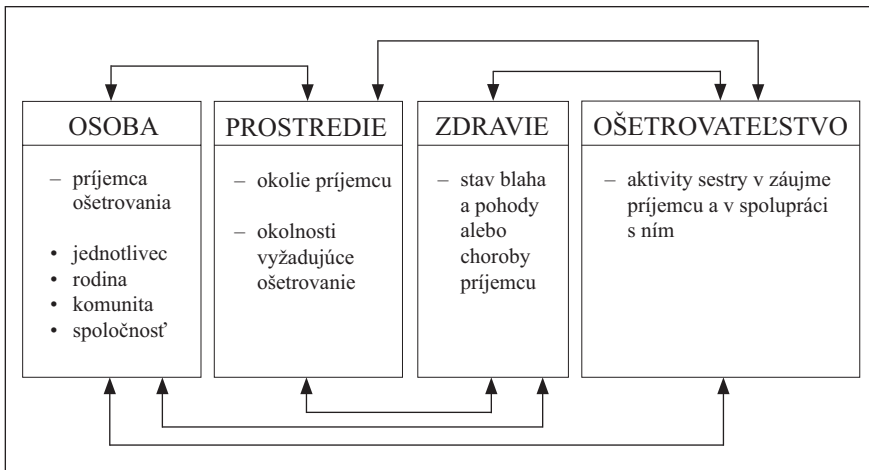 OSOBA
– príjemca
ošetrovania
• jednotlivec
• rodina
• komunita
• spoločnosť
PROSTREDIE
– okolie príjemcu
– okolnosti
vyžadujúce
ošetrovanie
ZDRAVIE
– stav blaha
a pohody
alebo
choroby
príjemcu
OŠETROVATEĽSTVO
– aktivity sestry v záujme
príjemcu a v spolupráci
s ním